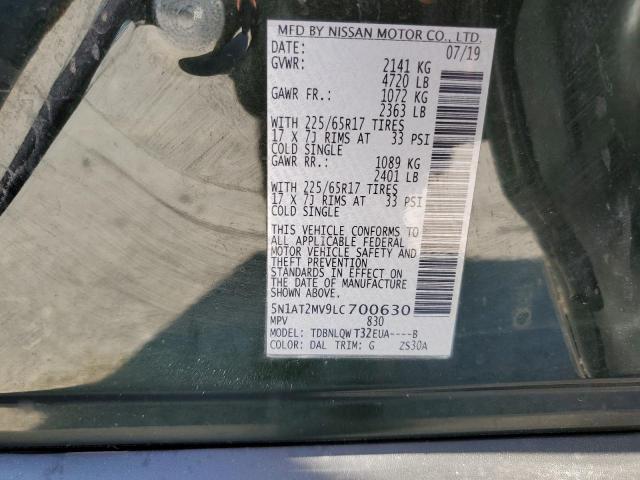 MFD BY NISSAN MOTOR CO., LTD.
DATE: 07/19
GVWR: 2141 KG
4720 LB
GAWR FR.: 1072 KG
2363 LB
WITH 225/65R17 TIRES
17 X 7J RIMS AT 33 PSI
COLD SINGLE
GAWR RR.: 1089 KG
2401 LB
WITH 225/65R17 TIRES
17 X 7J RIMS AT 33 PSI
COLD SINGLE
THIS VEHICLE CONFORMS TO
ALL APPLICABLE FEDERAL
MOTOR VEHICLE SAFETY AND
THEFT PREVENTION
STANDARDS IN EFFECT ON
THE DATE OF MANUFACTURE
SHOWN ABOVE.
5N1AT2MV9LC700630
MPV 830
MODEL: TDBNLQW T32EUA----B
COLOR: DAL TRIM: G ZS30A